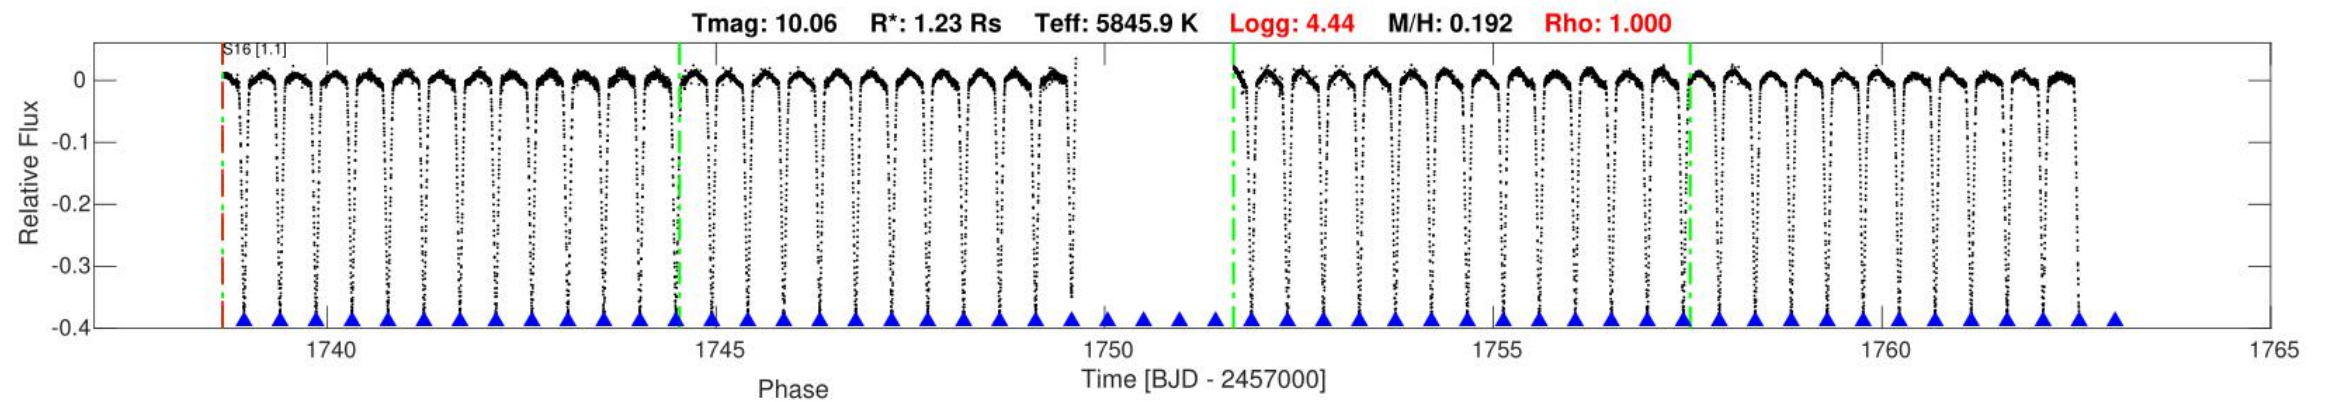 Tmag: 10.06 R*: 1.23 Rs Teff: 5845.9 K Logg: 4.44 M/H: 0.192 Rho: 1.000
S16 [1.1]
0
-0.1
-0.2
-0.3
-0.4
Relative Flux
1740 1745 1750 1755 1760 1765
Time [BJD - 2457000]
Phase